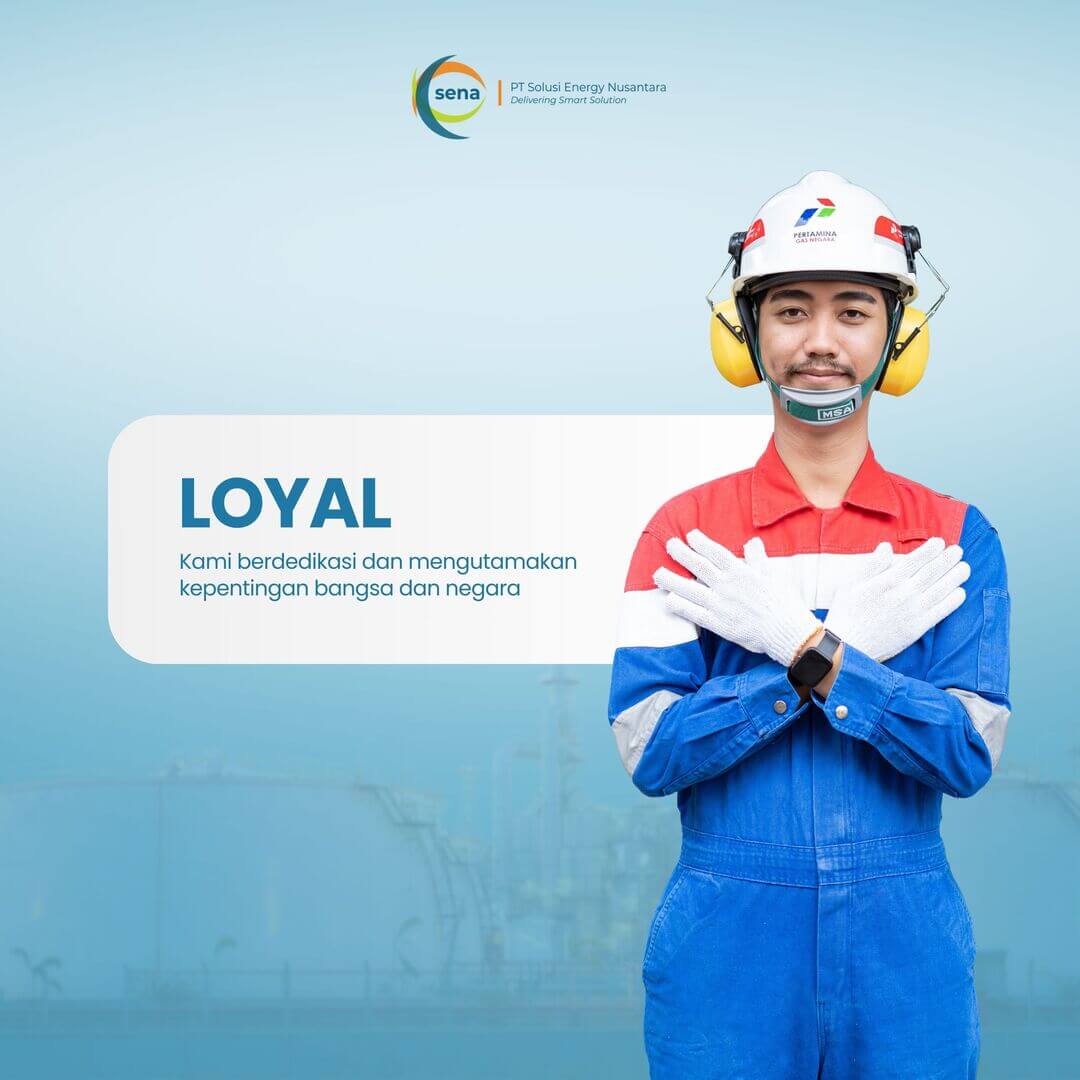 sena
PT Solusi Energy Nusantara
Delivering Smart Solution
PERTAMINA
GAS NEGARA
MSA
LOYAL
Kami berdedikasi dan mengutamakan
kepentingan bangsa dan negara